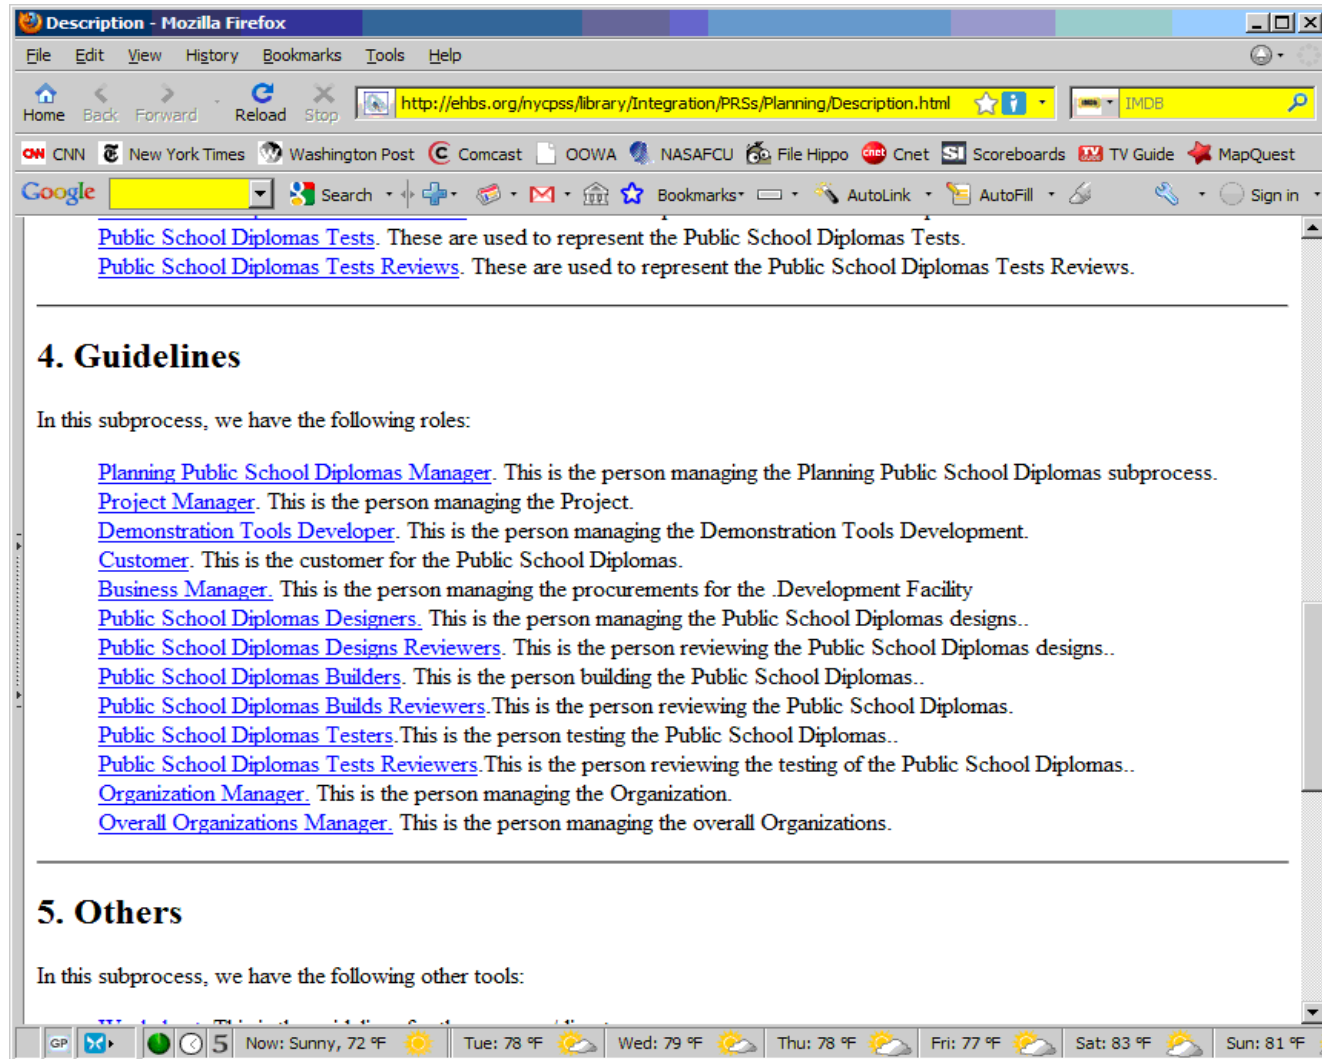 Description - Mozilla Firefox
File Edit View History Bookmarks Tools Help
Home Back Forward Reload Stop http://ehbs.org/nycpss/library/Integration/PRSs/Planning/Description.html IMDB
CNN New York Times Washington Post Comcast OOWA NASAFCU File Hippo Cnet Scoreboards TV Guide MapQuest
Google Search Bookmarks AutoLink AutoFill Sign in
Public School Diplomas Tests. These are used to represent the Public School Diplomas Tests.
Public School Diplomas Tests Reviews. These are used to represent the Public School Diplomas Tests Reviews.
4. Guidelines
In this subprocess, we have the following roles:
Planning Public School Diplomas Manager. This is the person managing the Planning Public School Diplomas subprocess.
Project Manager. This is the person managing the Project.
Demonstration Tools Developer. This is the person managing the Demonstration Tools Development.
Customer. This is the customer for the Public School Diplomas.
Business Manager. This is the person managing the procurements for the .Development Facility
Public School Diplomas Designers. This is the person managing the Public School Diplomas designs..
Public School Diplomas Designs Reviewers. This is the person reviewing the Public School Diplomas designs..
Public School Diplomas Builders. This is the person building the Public School Diplomas..
Public School Diplomas Builds Reviewers.This is the person reviewing the Public School Diplomas.
Public School Diplomas Testers.This is the person testing the Public School Diplomas..
Public School Diplomas Tests Reviewers.This is the person reviewing the testing of the Public School Diplomas..
Organization Manager. This is the person managing the Organization.
Overall Organizations Manager. This is the person managing the overall Organizations.
5. Others
In this subprocess, we have the following other tools:
GP 5 Now: Sunny, 72 °F Tue: 78 °F Wed: 79 °F Thu: 78 °F Fri: 77 °F Sat: 83 °F Sun: 81 °F